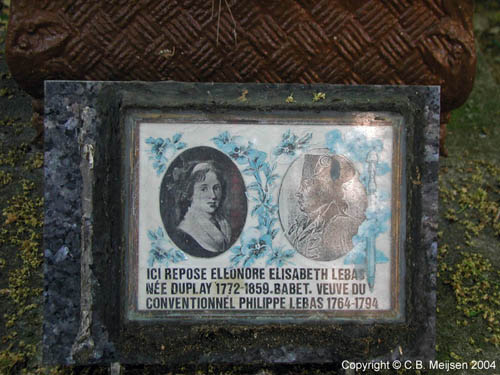 ICI REPOSE ELEONORE ELISABETH LEBAS
NÉE DUPLAY 1772-1859.BABET. VEUVE DU
CONVENTIONNEL PHILIPPE LEBAS 1764-1794
Copyright © C.B. Meijsen 2004